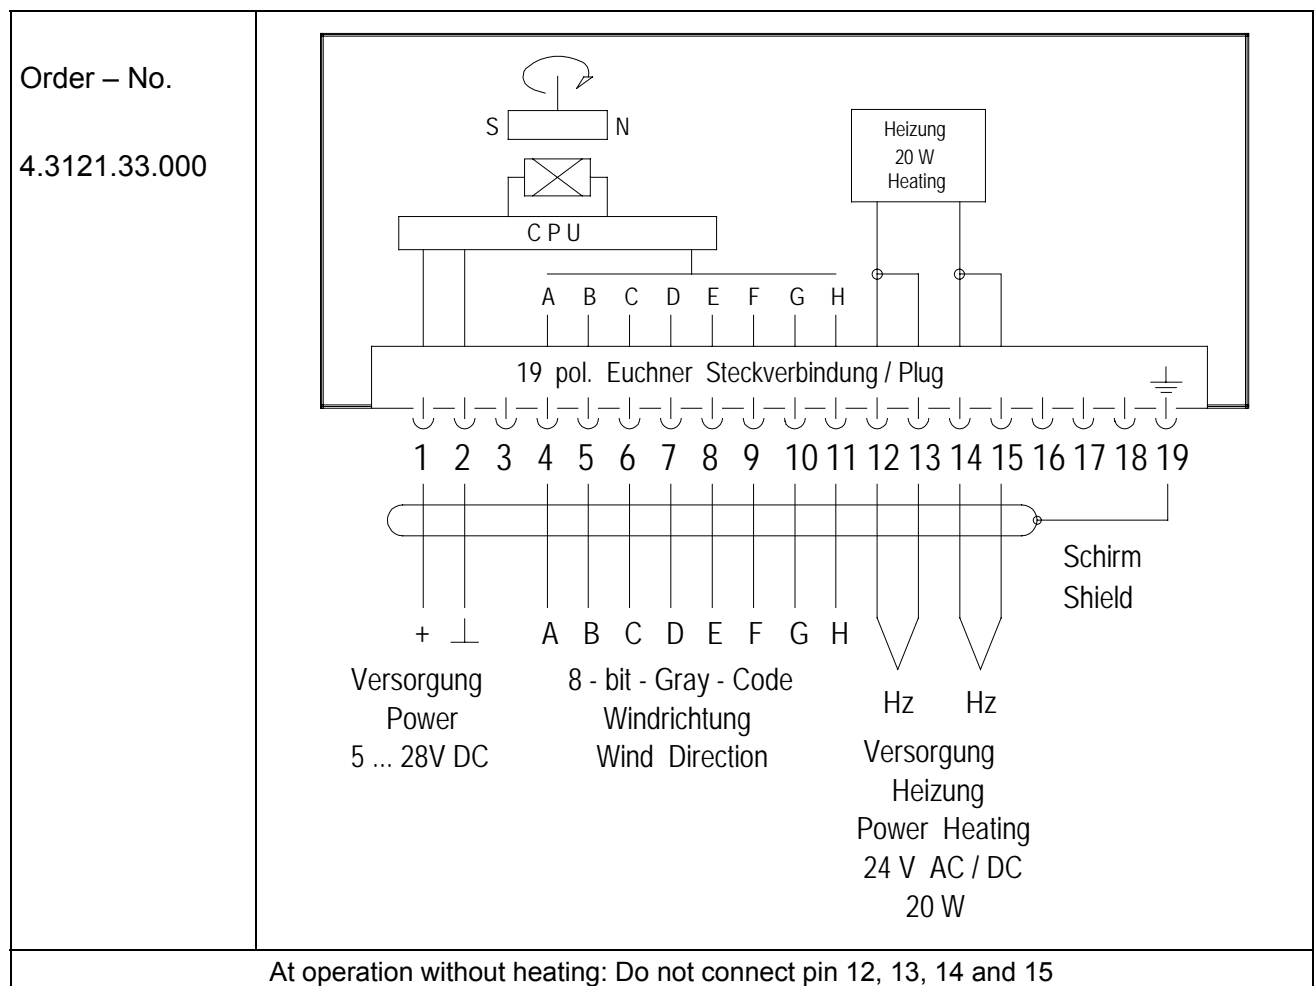 Order – No.
4.3121.33.000
S N
Heizung
20 W
Heating
C P U
A B C D E F G H
19 pol. Euchner Steckverbindung / Plug
1 2 3 4 5 6 7 8 9 10 11 12 13 14 15 16 17 18 19
Schirm
Shield
+ ⊥ A B C D E F G H
Versorgung
Power
5 ... 28V DC
8 - bit - Gray - Code
Windrichtung
Wind Direction
Hz Hz
Versorgung
Heizung
Power Heating
24 V AC / DC
20 W
At operation without heating: Do not connect pin 12, 13, 14 and 15